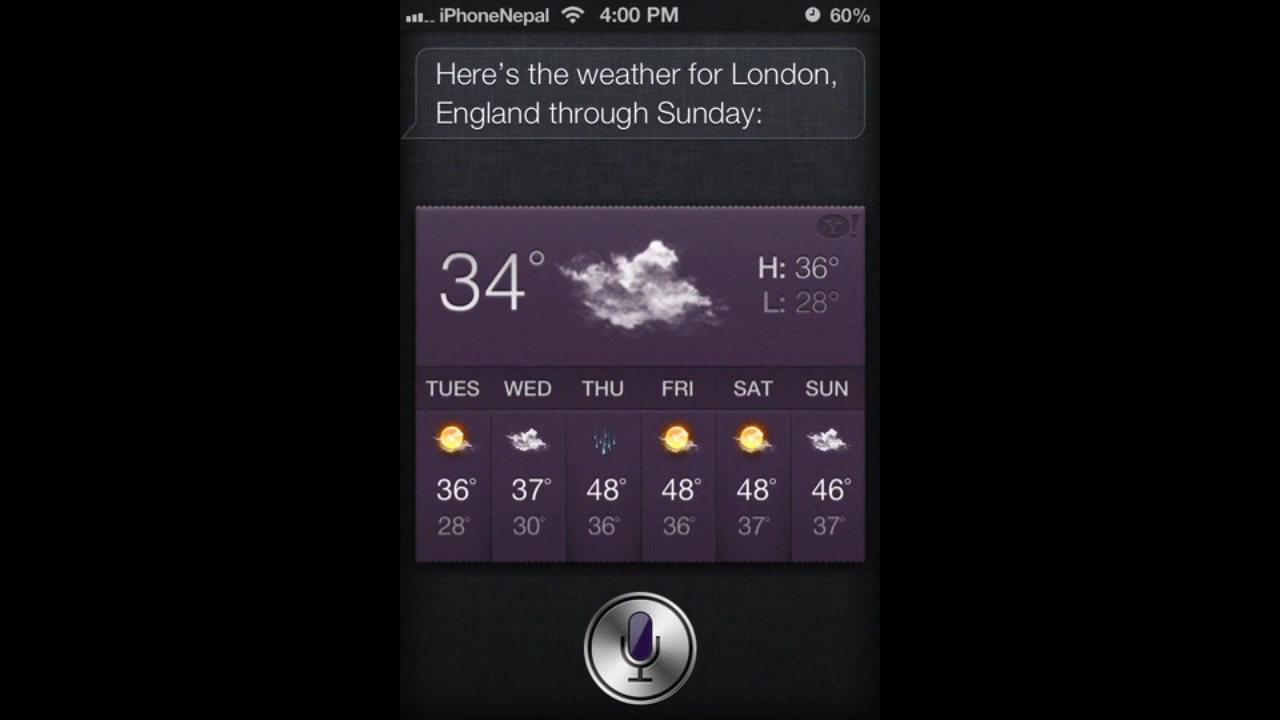 iPhoneNepal 4:00 PM 60%
Here's the weather for London,
England through Sunday:
Y!
34° H: 36°
L: 28°
TUES WED THU FRI SAT SUN
36° 37° 48° 48° 48° 46°
28° 30° 36° 36° 37° 37°